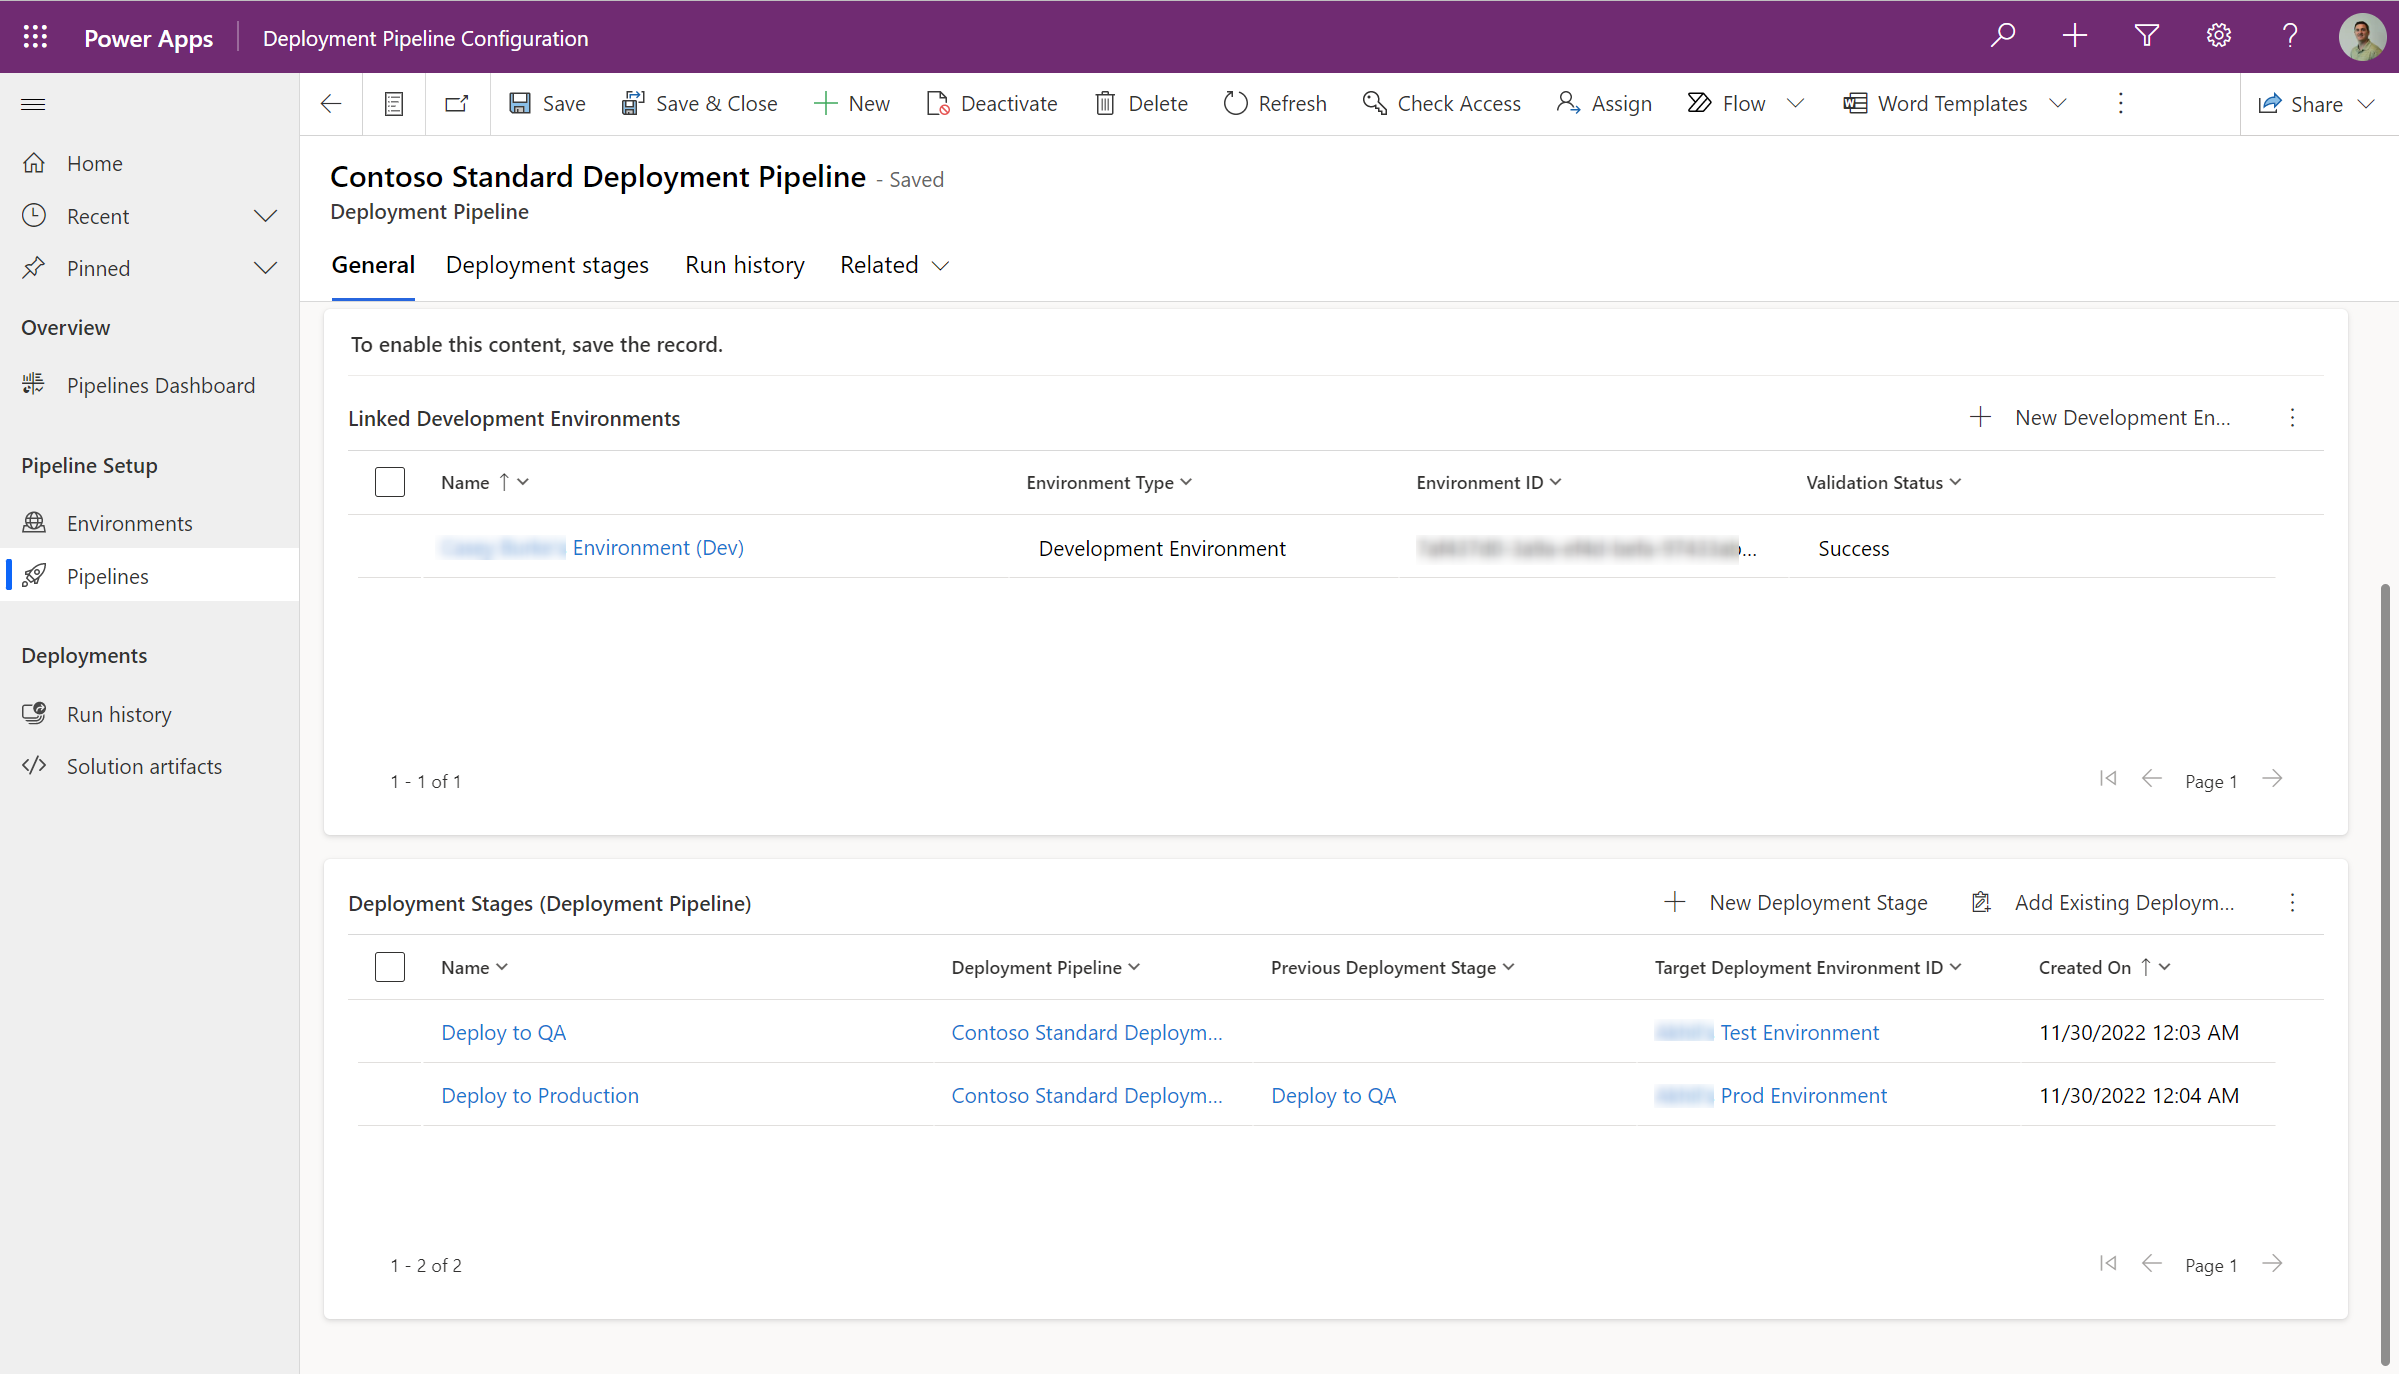 Power Apps Deployment Pipeline Configuration
Save Save & Close New Deactivate Delete Refresh Check Access Assign Flow Word Templates Share
Home
Recent
Pinned
Overview
Pipelines Dashboard
Pipeline Setup
Environments
Pipelines
Deployments
Run history
Solution artifacts
Contoso Standard Deployment Pipeline - Saved
Deployment Pipeline
General Deployment stages Run history Related
To enable this content, save the record.
Linked Development Environments New Development En...
Name Environment Type Environment ID Validation Status
Environment (Dev) Development Environment ... Success
1 - 1 of 1 Page 1
Deployment Stages (Deployment Pipeline) New Deployment Stage Add Existing Deploym...
Name Deployment Pipeline Previous Deployment Stage Target Deployment Environment ID Created On
Deploy to QA Contoso Standard Deploym... Test Environment 11/30/2022 12:03 AM
Deploy to Production Contoso Standard Deploym... Deploy to QA Prod Environment 11/30/2022 12:04 AM
1 - 2 of 2 Page 1